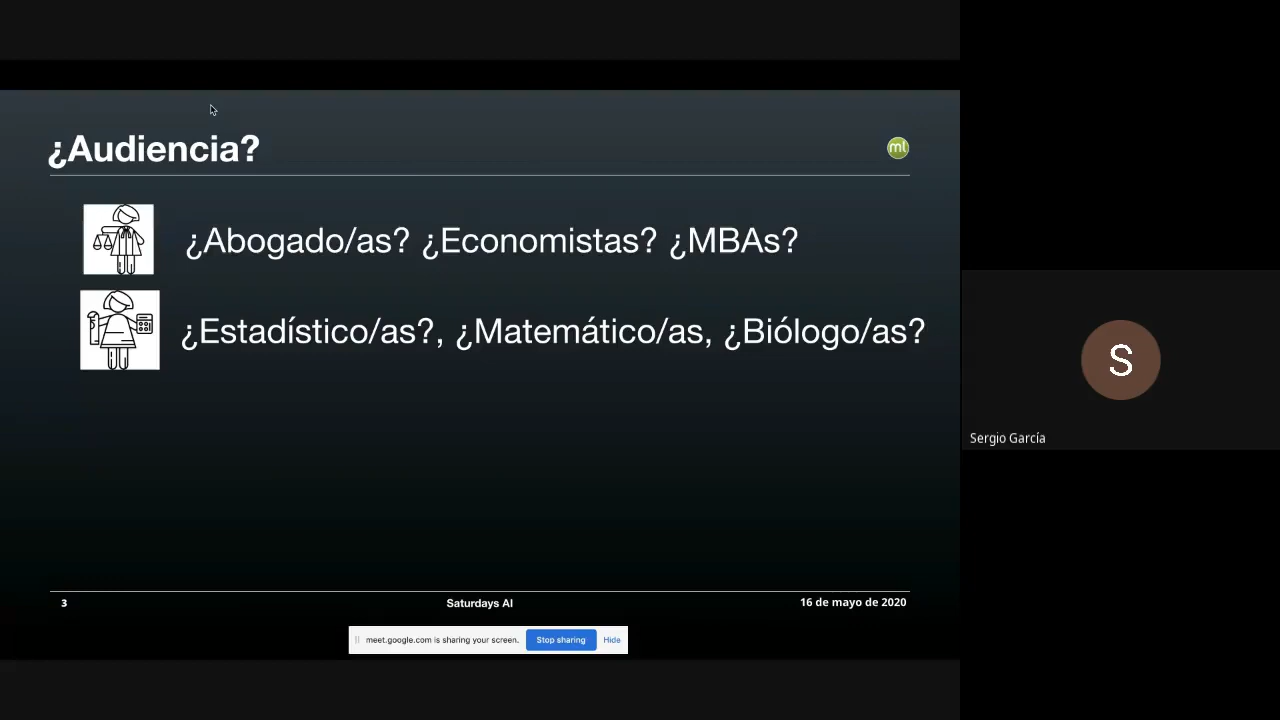 ¿Audiencia?
ml
¿Abogado/as? ¿Economistas? ¿MBAs?
¿Estadístico/as?, ¿Matemático/as, ¿Biólogo/as?
S
Sergio García
3
Saturdays AI
16 de mayo de 2020
meet.google.com is sharing your screen.
Stop sharing
Hide